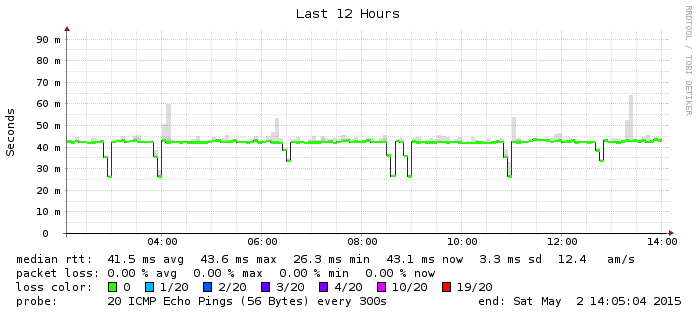 Last 12 Hours
RRDTOOL / TOBI OETIKER
Seconds
90 m
80 m
70 m
60 m
50 m
40 m
30 m
20 m
10 m
0
04:00 06:00 08:00 10:00 12:00 14:00
median rtt: 41.5 ms avg 43.6 ms max 26.3 ms min 43.1 ms now 3.3 ms sd 12.4 am/s
packet loss: 0.00 % avg 0.00 % max 0.00 % min 0.00 % now
loss color: 0 1/20 2/20 3/20 4/20 10/20 19/20
probe: 20 ICMP Echo Pings (56 Bytes) every 300s end: Sat May 2 14:05:04 2015